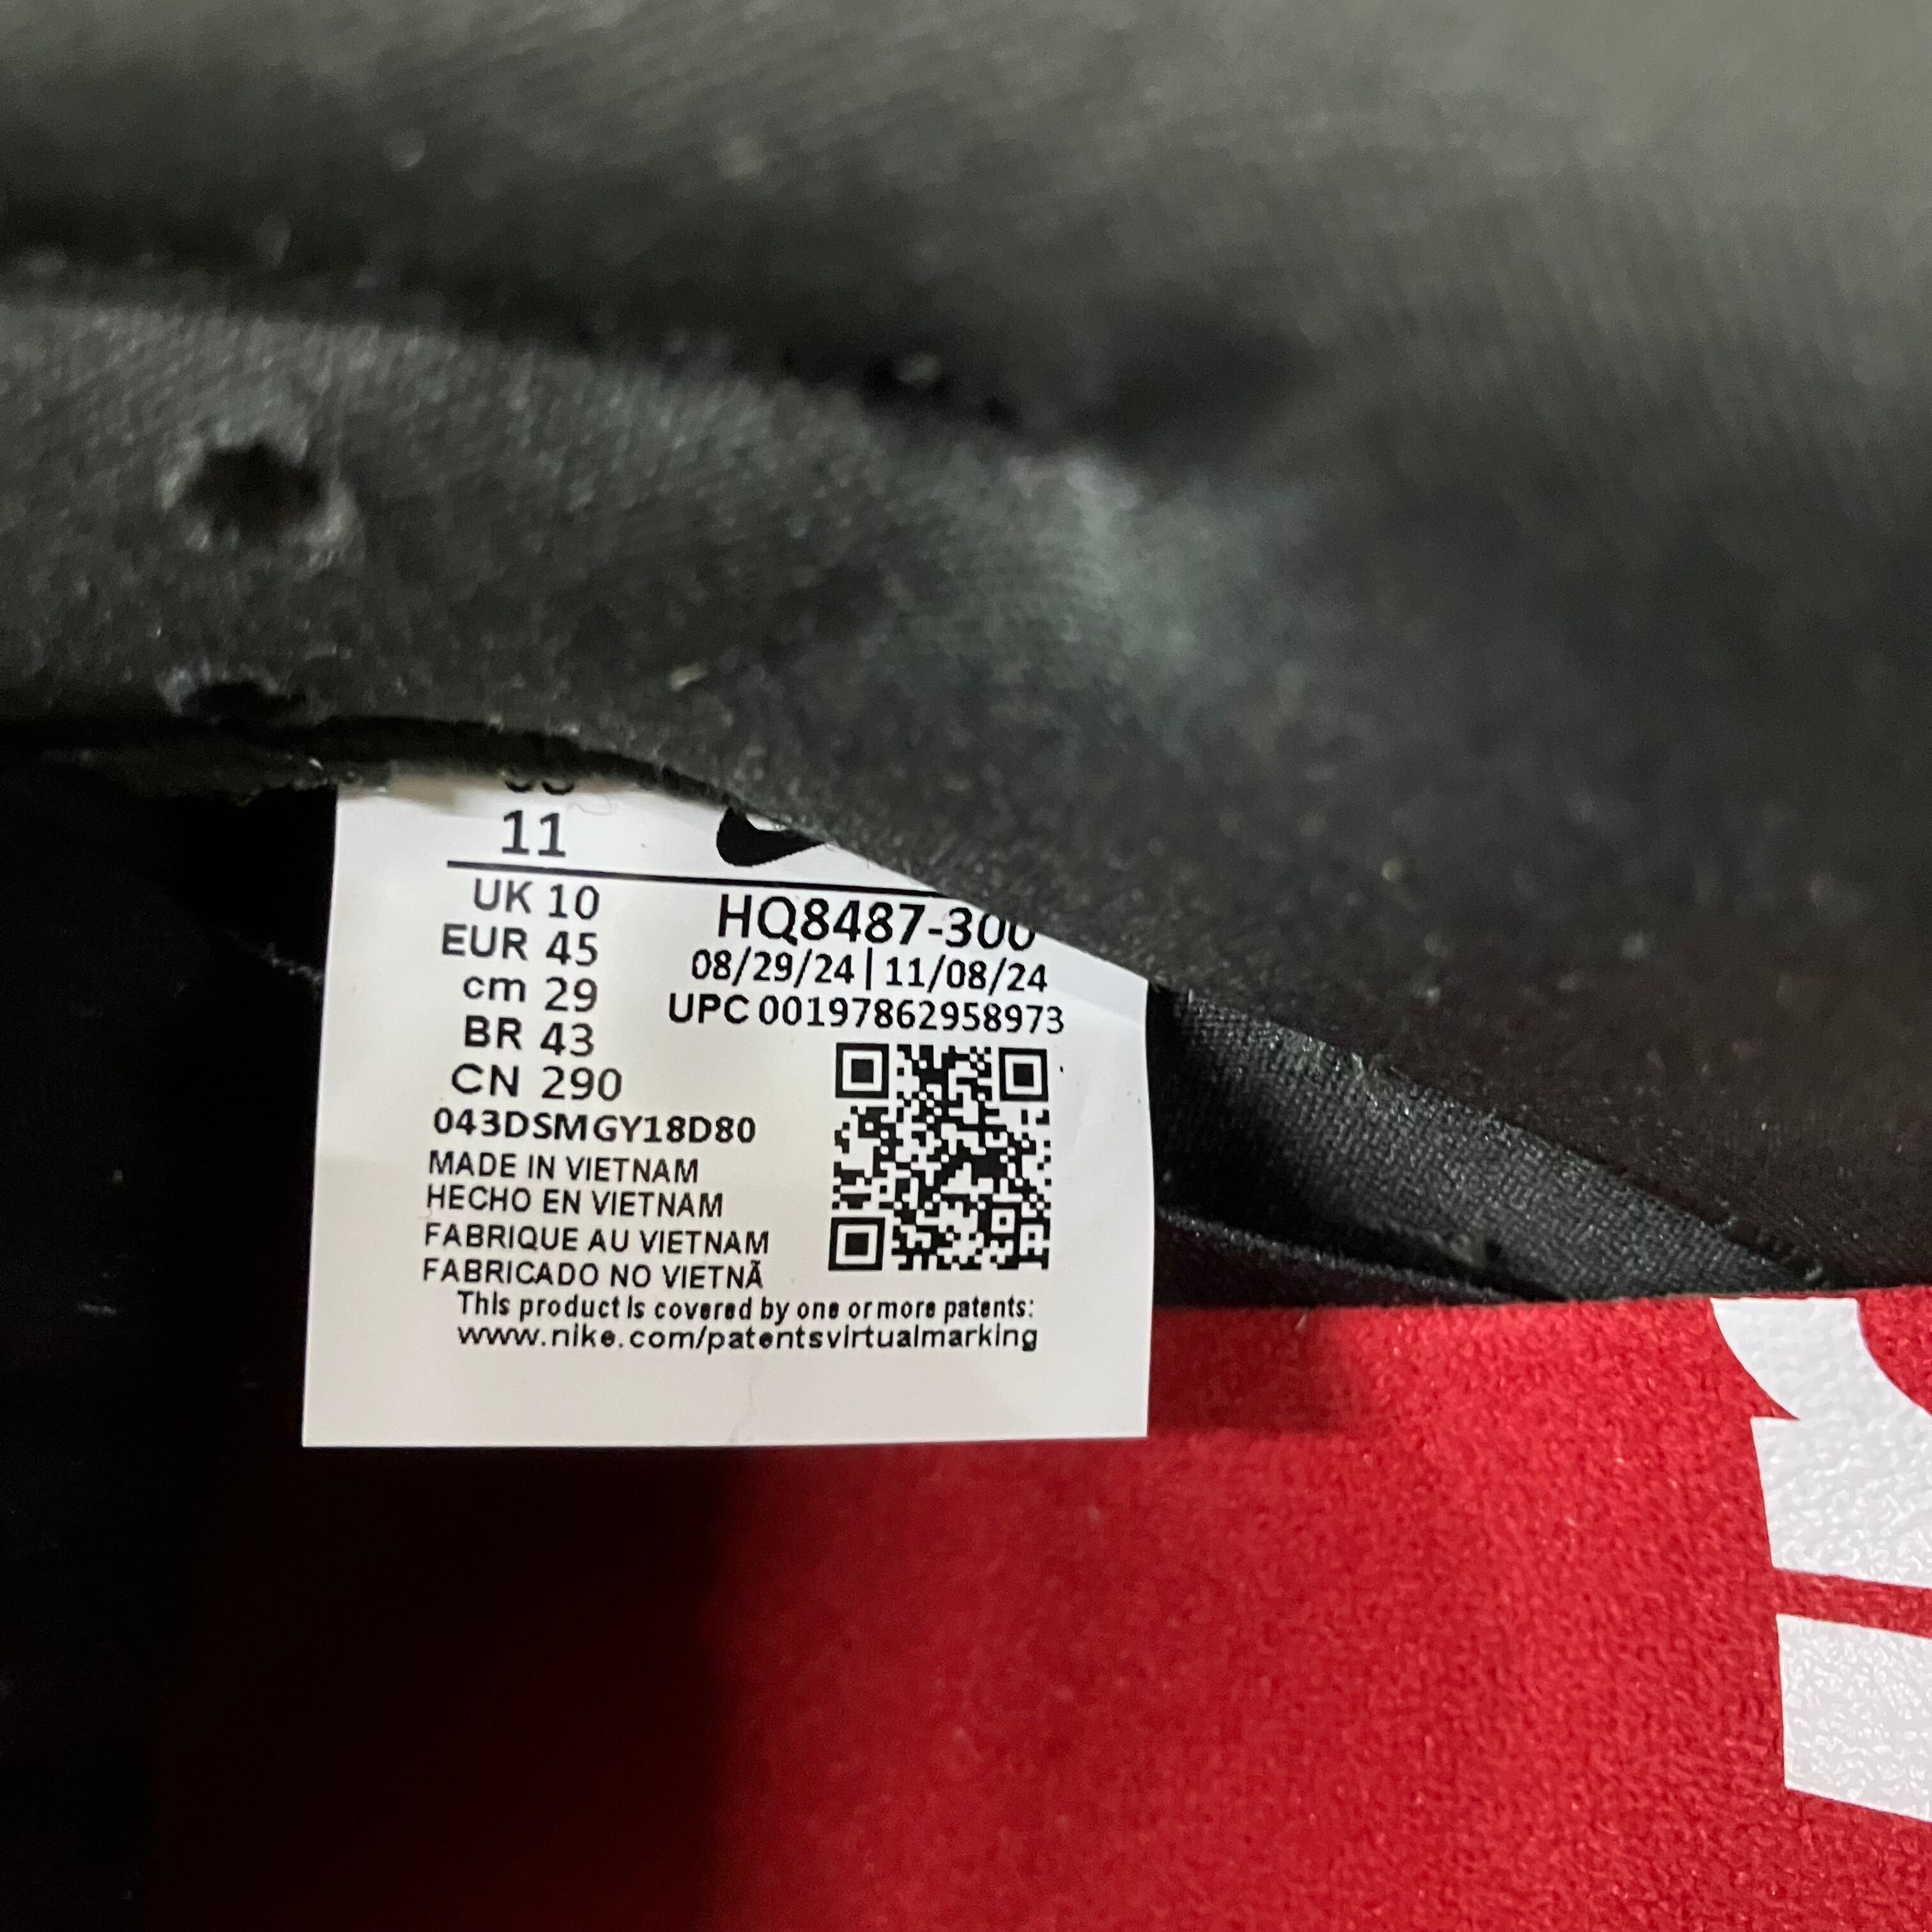 11
UK 10
EUR 45
cm 29
BR 43
CN 290
043DSMGY18D80
HQ8487-300
08/29/24 | 11/08/24
UPC 00197862958973
MADE IN VIETNAM
HECHO EN VIETNAM
FABRIQUE AU VIETNAM
FABRICADO NO VIETNÃ
This product is covered by one or more patents:
www.nike.com/patentsvirtualmarking